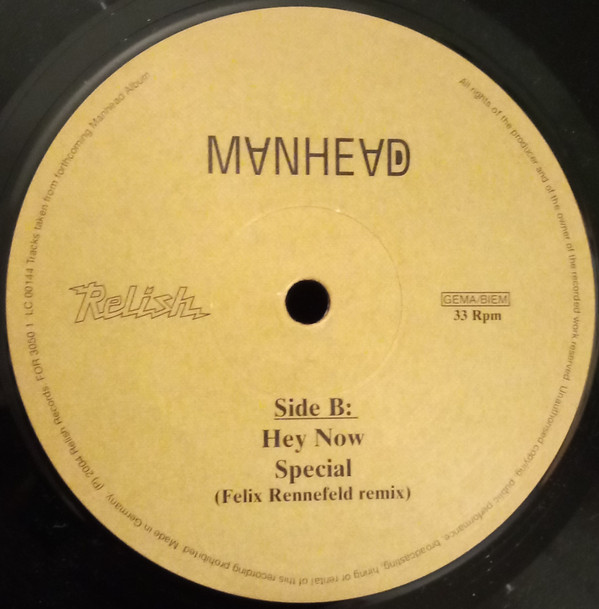 MANHEAD
Relish
GEMA/BIEM
33 Rpm
Side B:
Hey Now
Special
(Felix Rennefeld remix)
All rights of the producer and of the owner of the recorded work reserved. Unauthorised copying, public performance, broadcasting, hiring or rental of this recording prohibited. Made in Germany. (P) 2004 Relish Records FOR 3050 1 LC 00144 Tracks taken from forthcoming Manhead Album